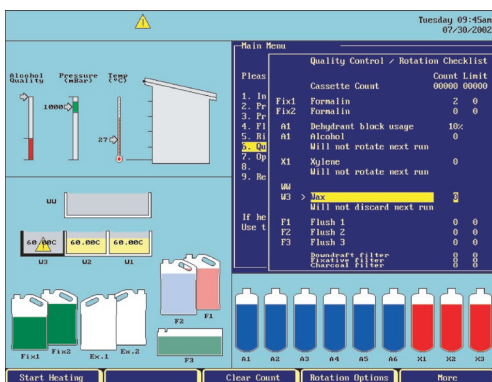 Tuesday 09:45am
07/30/2002
Main Menu
Quality Control / Rotation Checklist
Count Limit
Cassette Count 00000 00000
Fix1 Formalin 2 0
Fix2 Formalin 0 0
A1 Dehydrant block usage 10%
A1 Alcohol 0
Will not rotate next run
X1 Xylene 0
Will not rotate next run
WW
W3 > Wax 0
Will not discard next run
F1 Flush 1 0 0
F2 Flush 2 0 0
F3 Flush 3 0 0
Downdraft filter 0
Fixative filter 0
Charcoal filter 0
Pleas
1. In
2. Pr
3. Pr
4. Fl
5. Ri
6. Qu
7. Op
8.
9. Re
If he
Use t
Alcohol Pressure Temp
Quality (mBar) (°C)
1000
27
WW
60.00C 60.00C 60.00C
W3 W2 W1
F2 F1
Fix1 Fix2 Ex.1 Ex.2 F3
A1 A2 A3 A4 A5 A6 X1 X2 X3
Start Heating Clear Count Rotation Options More